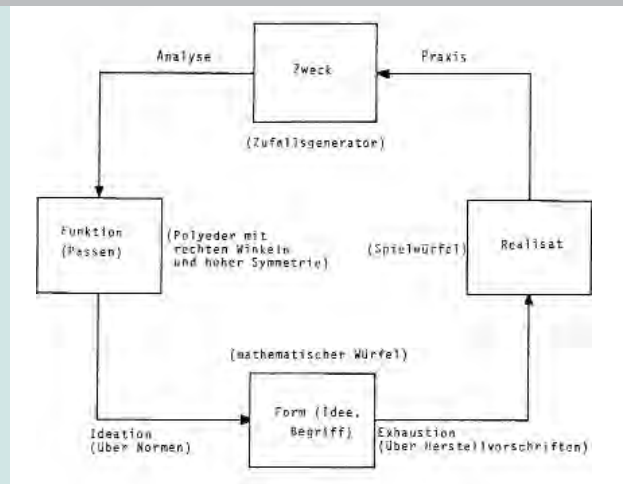 Analyse
Zweck
Praxis
(Zufallsgenerator)
Funktion
(Passen)
(Polyeder mit
rechten Winkeln
und hoher Symmetrie)
(Spielwürfel)
Realisat
(mathematischer Würfel)
Form (Idee,
Begriff)
Ideation
(über Normen)
Exhaustion
(über Herstellvorschriften)